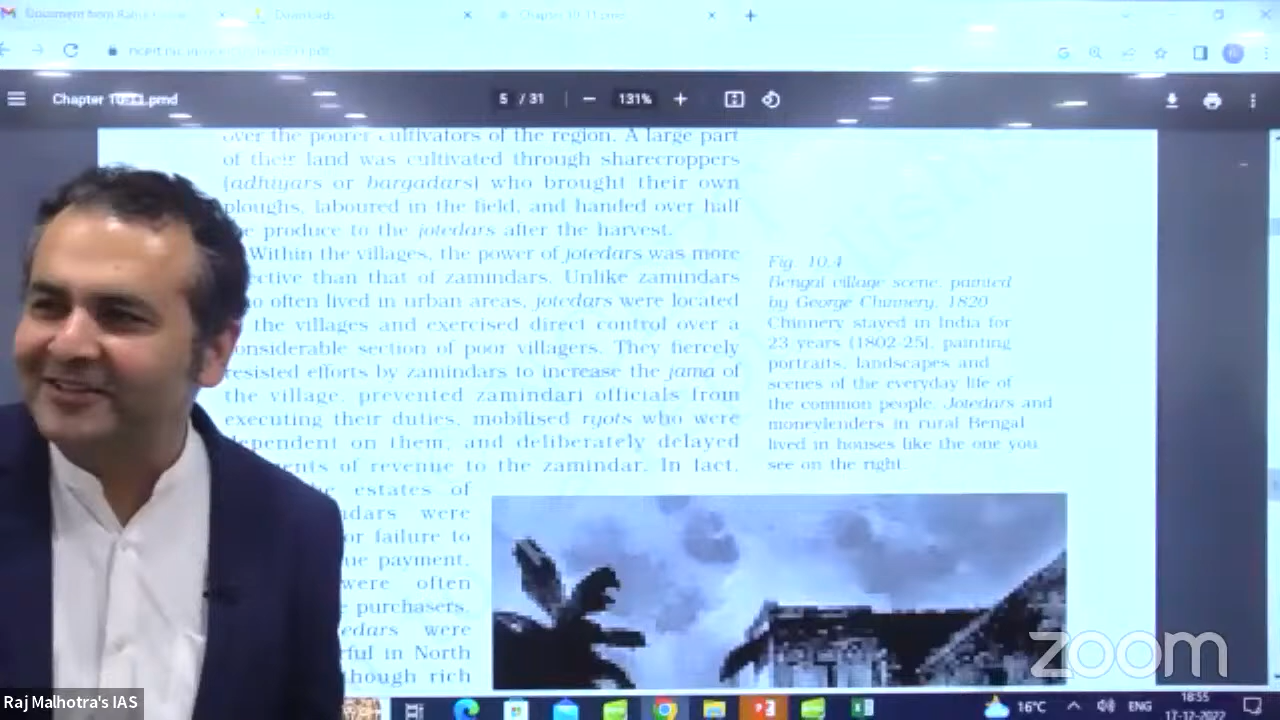 Document from Rahul
Downloads
Chapter 10-11.pmd
Chapter 10-11.pmd
5 / 31
131%
over the poorer cultivators of the region. A large part
of their land was cultivated through sharecroppers
(adhiyars or bargadars) who brought their own
ploughs, laboured in the field, and handed over half
produce to the jotedars after the harvest.
Within the villages, the power of jotedars was more
than that of zamindars. Unlike zamindars
often lived in urban areas, jotedars were located
the villages and exercised direct control over a
considerable section of poor villagers. They fiercely
resisted efforts by zamindars to increase the jama of
the village, prevented zamindari officials from
executing their duties, mobilised ryots who were
dependent on them, and deliberately delayed
of revenue to the zamindar. In fact,
estates of
were
failure to
payment,
were often
purchasers.
were
in North
rich
Fig 10.4
Bengal village scene, painted
by George Chinnery, 1820
Chinnery stayed in India for
23 years (1802-25), painting
portraits, landscapes and
scenes of the everyday life of
the common people. Jotedars and
moneylenders in rural Bengal
lived in houses like the one you
see on the right.
zoom
Raj Malhotra's IAS
16°C
ENG
18:55
17-12-2022